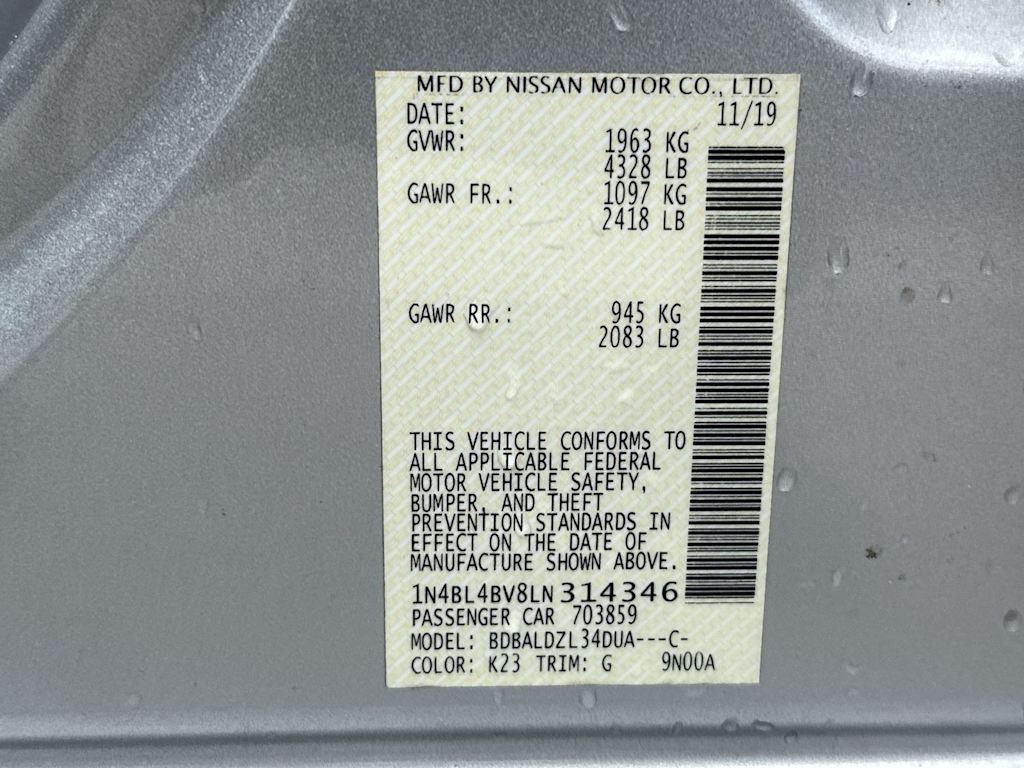 MFD BY NISSAN MOTOR CO., LTD.
DATE: 11/19
GVWR: 1963 KG
4328 LB
GAWR FR.: 1097 KG
2418 LB
GAWR RR.: 945 KG
2083 LB
THIS VEHICLE CONFORMS TO
ALL APPLICABLE FEDERAL
MOTOR VEHICLE SAFETY,
BUMPER, AND THEFT
PREVENTION STANDARDS IN
EFFECT ON THE DATE OF
MANUFACTURE SHOWN ABOVE.
1N4BL4BV8LN314346
PASSENGER CAR 703859
MODEL: BDBALDZL34DUA---C-
COLOR: K23 TRIM: G 9N00A